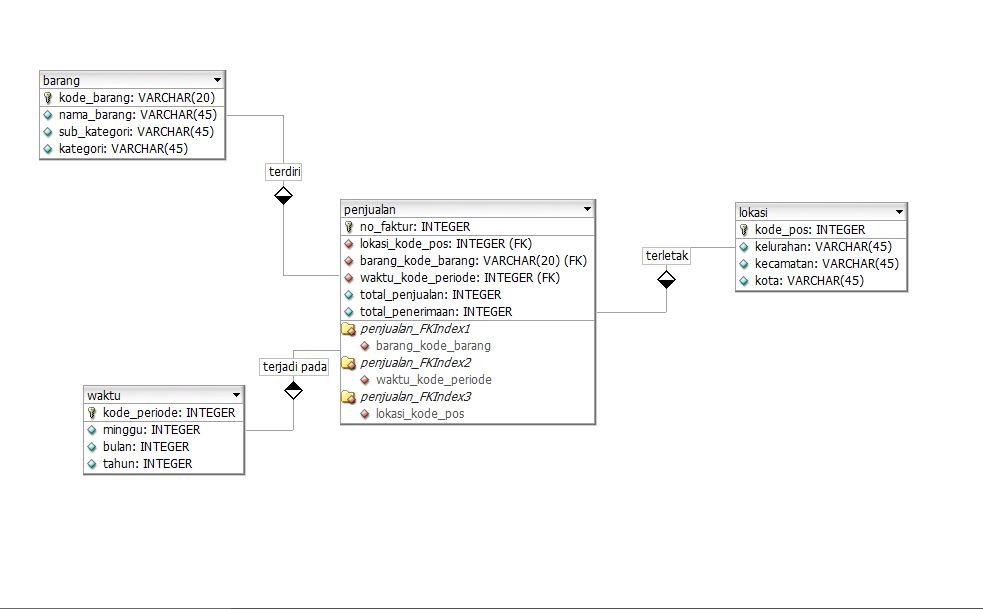 barang
kode_barang: VARCHAR(20)
nama_barang: VARCHAR(45)
sub_kategori: VARCHAR(45)
kategori: VARCHAR(45)
terdiri
penjualan
no_faktur: INTEGER
lokasi_kode_pos: INTEGER (FK)
barang_kode_barang: VARCHAR(20) (FK)
waktu_kode_periode: INTEGER (FK)
total_penjualan: INTEGER
total_penerimaan: INTEGER
penjualan_FKIndex1
barang_kode_barang
penjualan_FKIndex2
waktu_kode_periode
penjualan_FKIndex3
lokasi_kode_pos
terletak
lokasi
kode_pos: INTEGER
kelurahan: VARCHAR(45)
kecamatan: VARCHAR(45)
kota: VARCHAR(45)
terjadi pada
waktu
kode_periode: INTEGER
minggu: INTEGER
bulan: INTEGER
tahun: INTEGER